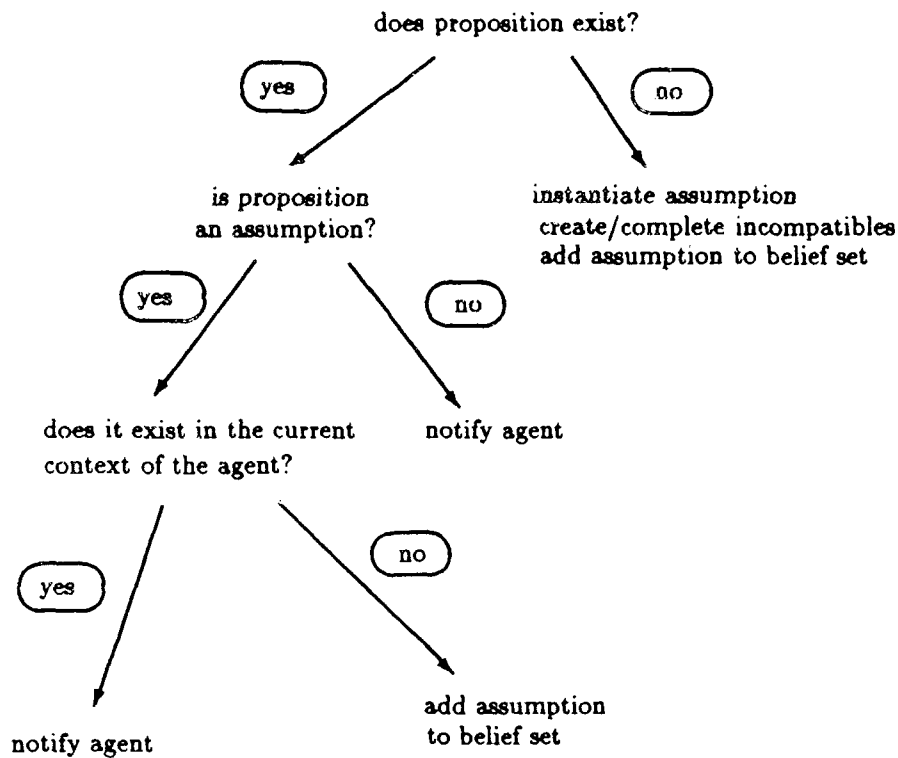 does proposition exist?
yes
no
is proposition
an assumption?
instantiate assumption
create/complete incompatibles
add assumption to belief set
yes
no
does it exist in the current
context of the agent?
notify agent
yes
no
notify agent
add assumption
to belief set